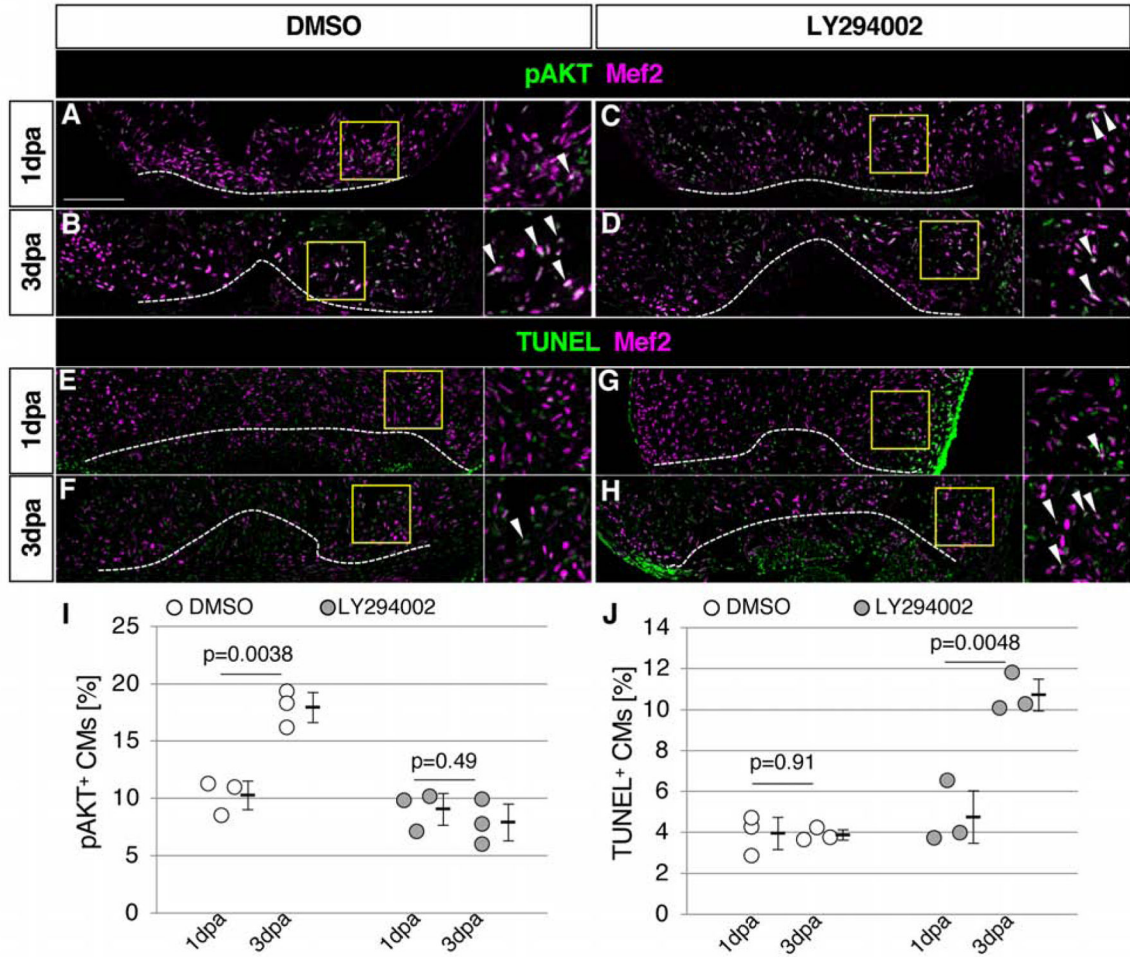 DMSO LY294002
pAKT Mef2
1dpa A C
3dpa B D
TUNEL Mef2
1dpa E G
3dpa F H
I DMSO LY294002
25
20
15
10
5
0
pAKT+ CMs [%]
p=0.0038
p=0.49
1dpa 3dpa 1dpa 3dpa
J DMSO LY294002
14
12
10
8
6
4
2
0
TUNEL+ CMs [%]
p=0.91
p=0.0048
1dpa 3dpa 1dpa 3dpa